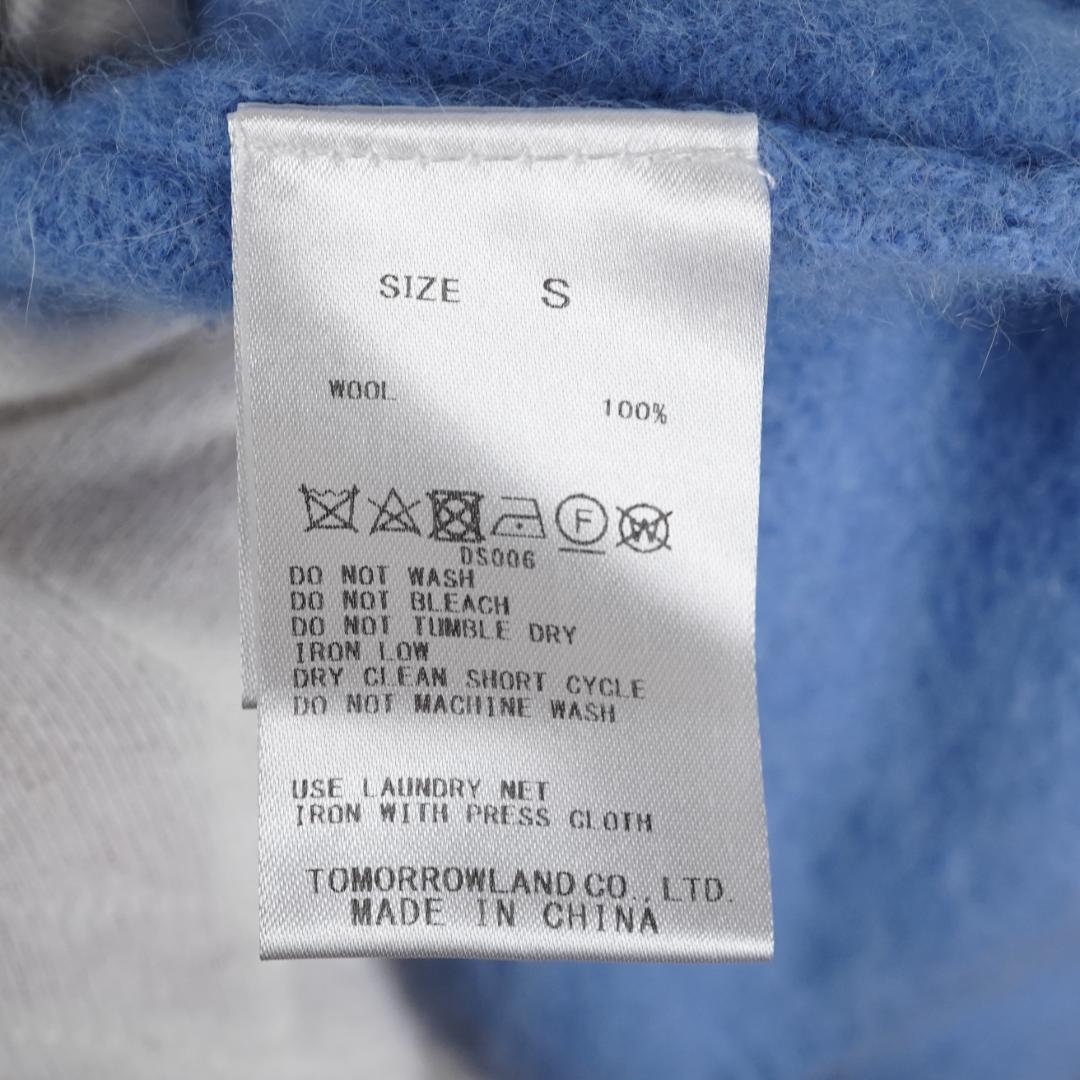 SIZE S
WOOL 100%
F W
DS006
DO NOT WASH
DO NOT BLEACH
DO NOT TUMBLE DRY
IRON LOW
DRY CLEAN SHORT CYCLE
DO NOT MACHINE WASH
USE LAUNDRY NET
IRON WITH PRESS CLOTH
TOMORROWLAND CO., LTD.
MADE IN CHINA